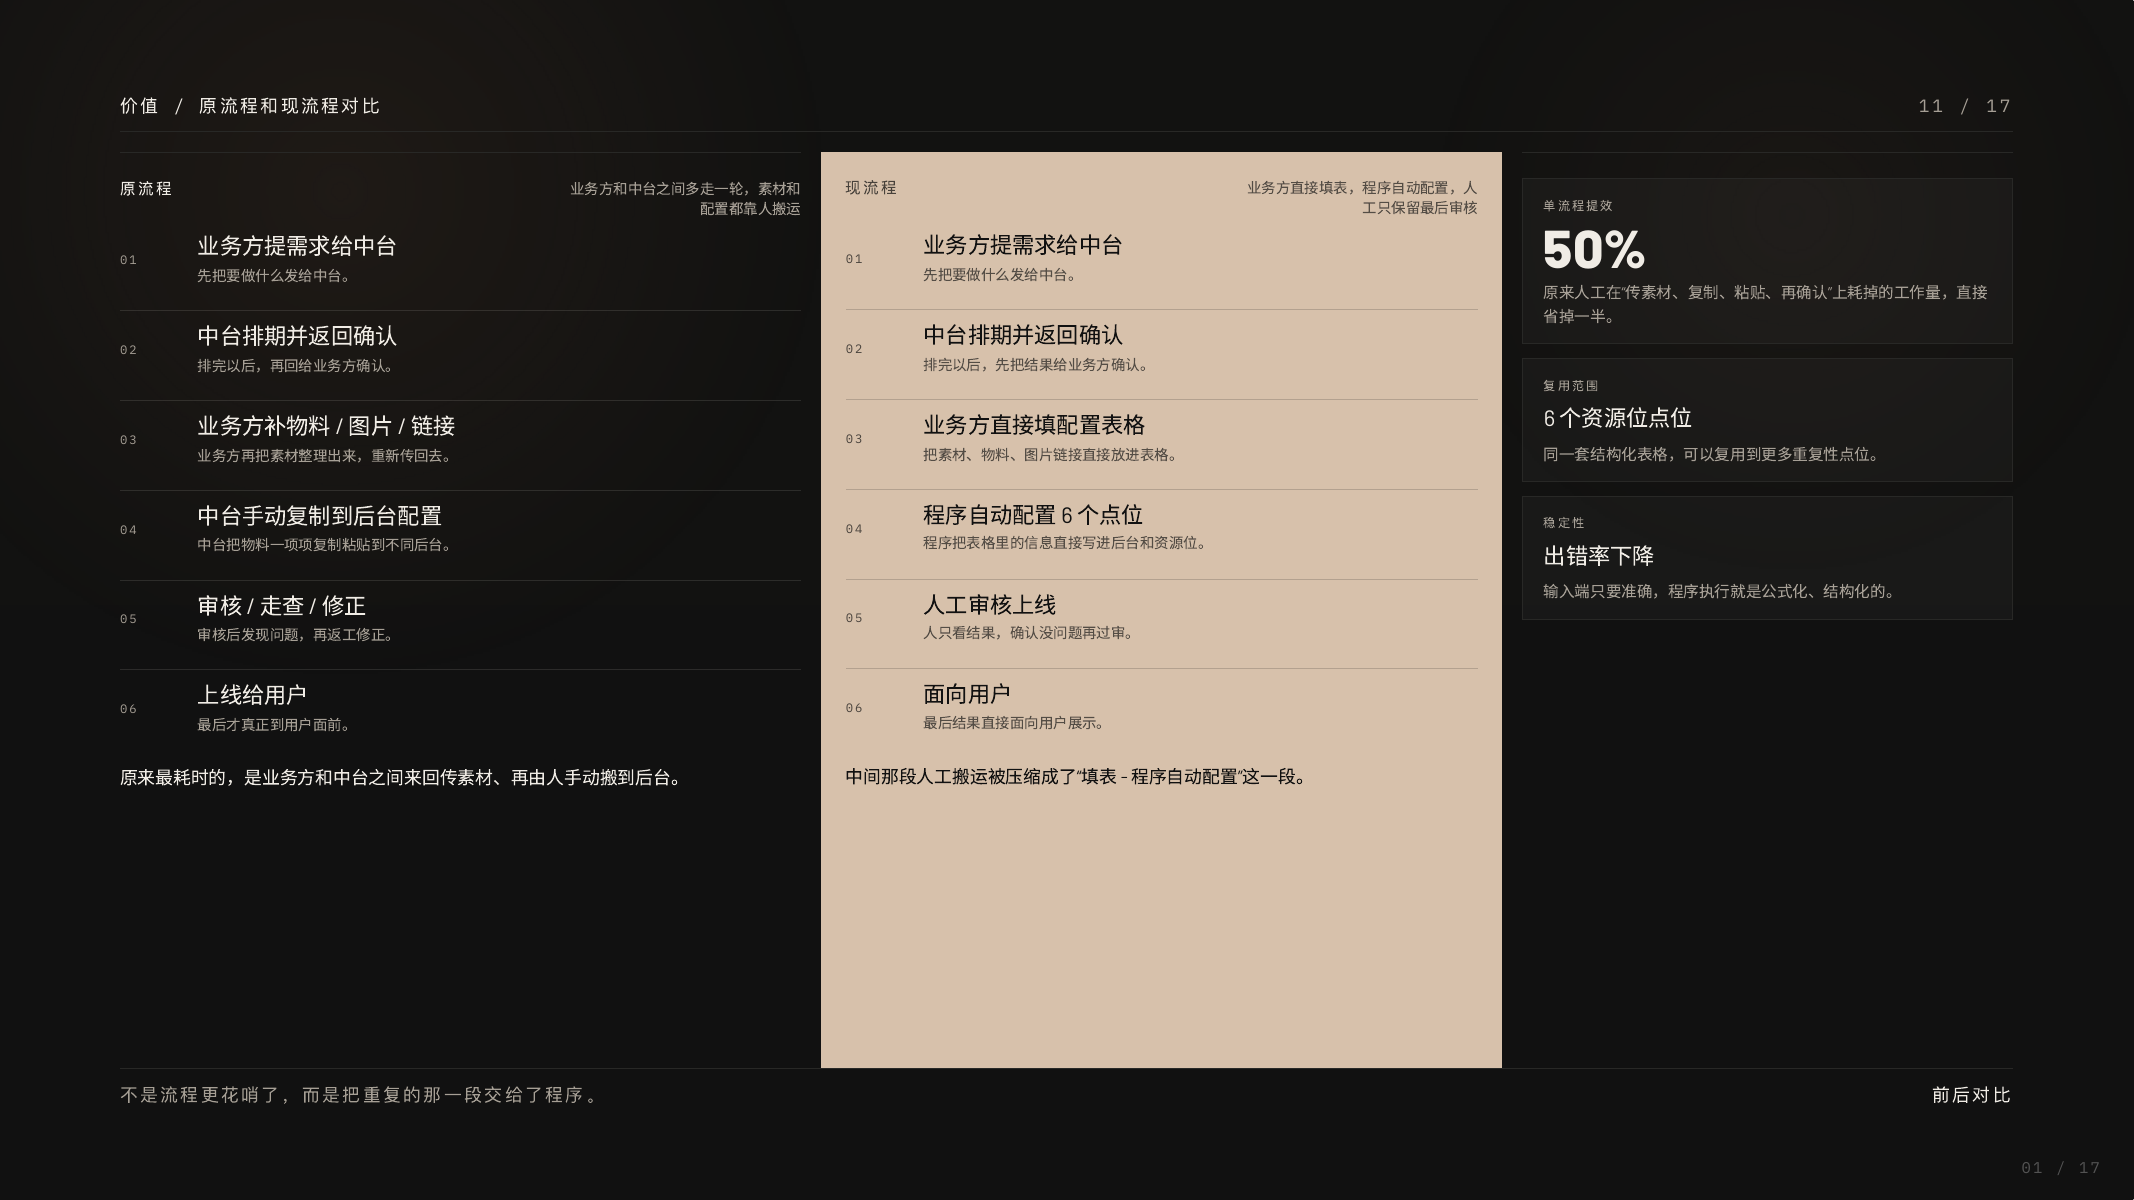 价值 / 原流程和现流程对比
11 / 17
原流程
业务方和中台之间多走一轮，素材和
配置都靠人搬运
01
业务方提需求给中台
先把要做什么发给中台。
02
中台排期并返回确认
排完以后，再回给业务方确认。
03
业务方补物料 / 图片 / 链接
业务方再把素材整理出来，重新传回去。
04
中台手动复制到后台配置
中台把物料一项项复制粘贴到不同后台。
05
审核 / 走查 / 修正
审核后发现问题，再返工修正。
06
上线给用户
最后才真正到用户面前。
原来最耗时的，是业务方和中台之间来回传素材、再由人手动搬到后台。
现流程
业务方直接填表，程序自动配置，人
工只保留最后审核
01
业务方提需求给中台
先把要做什么发给中台。
02
中台排期并返回确认
排完以后，先把结果给业务方确认。
03
业务方直接填配置表格
把素材、物料、图片链接直接放进表格。
04
程序自动配置 6 个点位
程序把表格里的信息直接写进后台和资源位。
05
人工审核上线
人只看结果，确认没问题再过审。
06
面向用户
最后结果直接面向用户展示。
中间那段人工搬运被压缩成了“填表 - 程序自动配置”这一段。
单流程提效
50%
原来人工在“传素材、复制、粘贴、再确认”上耗掉的工作量，直接
省掉一半。
复用范围
6 个资源位点位
同一套结构化表格，可以复用到更多重复性点位。
稳定性
出错率下降
输入端只要准确，程序执行就是公式化、结构化的。
不是流程更花哨了，而是把重复的那一段交给了程序。
前后对比
01 / 17